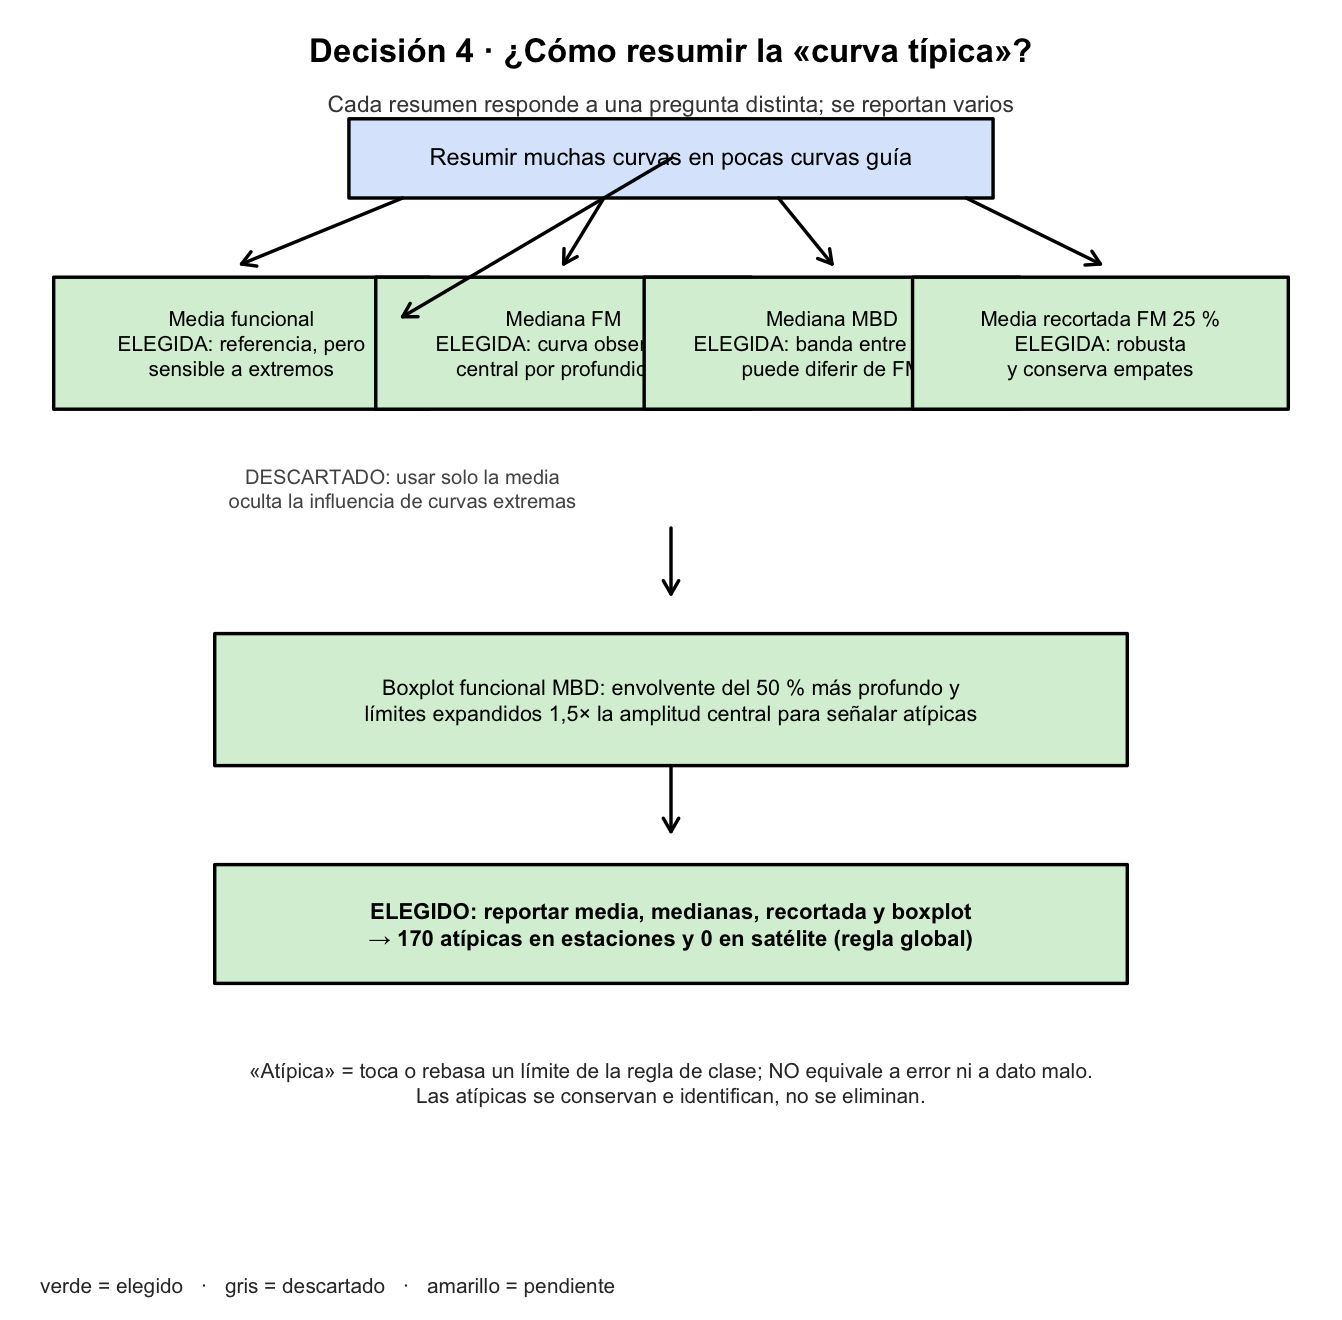 Decisión 4 · ¿Cómo resumir la «curva típica»?
Cada resumen responde a una pregunta distinta; se reportan varios
Resumir muchas curvas en pocas curvas guía
Media funcional
ELEGIDA: referencia, pero
sensible a extremos
Mediana FM
ELEGIDA: curva obser
central por profundid
Mediana MBD
ELEGIDA: banda entre
puede diferir de FM
Media recortada FM 25 %
ELEGIDA: robusta
y conserva empates
DESCARTADO: usar solo la media
oculta la influencia de curvas extremas
Boxplot funcional MBD: envolvente del 50 % más profundo y
límites expandidos 1,5× la amplitud central para señalar atípicas
ELEGIDO: reportar media, medianas, recortada y boxplot
→ 170 atípicas en estaciones y 0 en satélite (regla global)
«Atípica» = toca o rebasa un límite de la regla de clase; NO equivale a error ni a dato malo.
Las atípicas se conservan e identifican, no se eliminan.
verde = elegido · gris = descartado · amarillo = pendiente